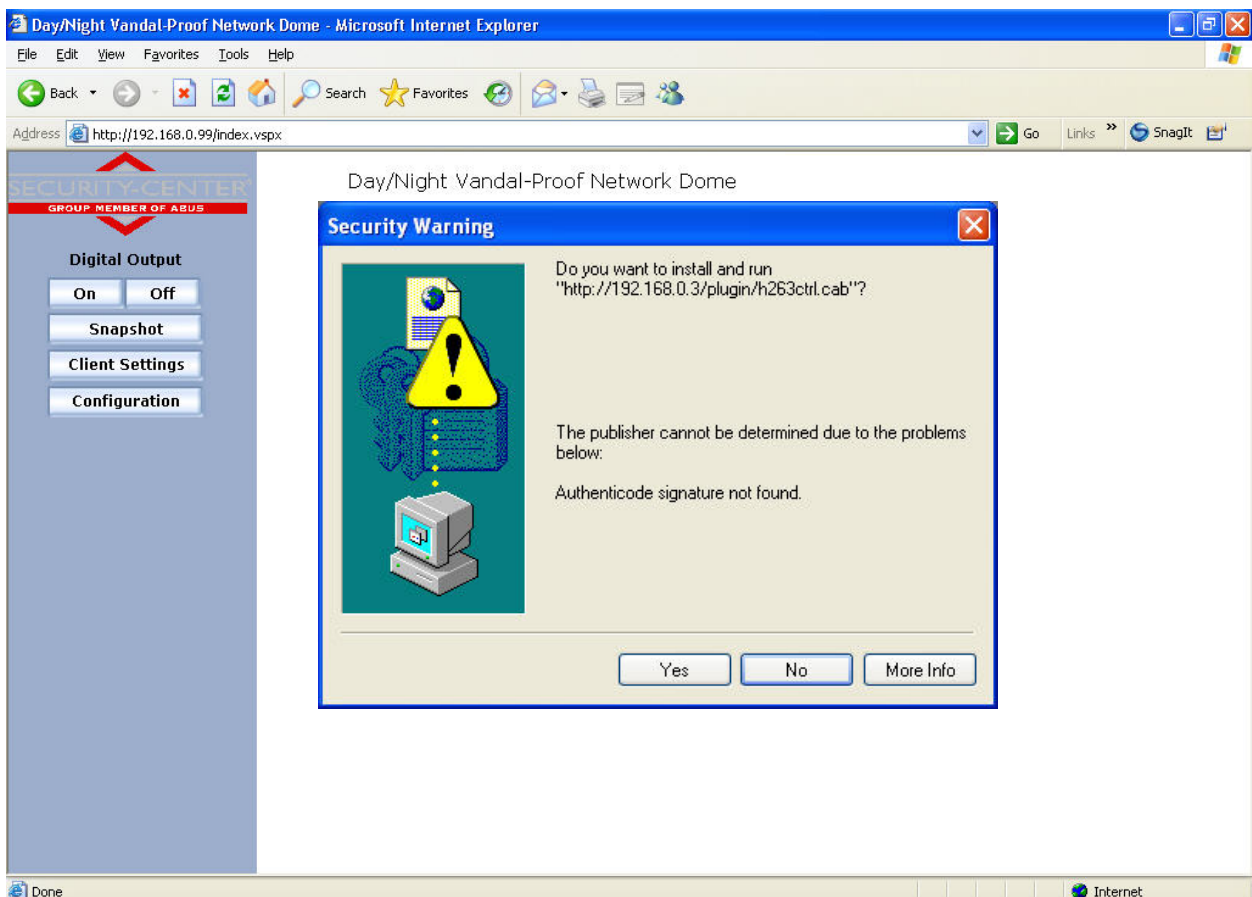 Day/Night Vandal-Proof Network Dome - Microsoft Internet Explorer
File Edit View Favorites Tools Help
Back Search Favorites
Address http://192.168.0.99/index.vspx Go Links » SnagIt
SECURITY-CENTER
GROUP MEMBER OF ABUS
Digital Output
On Off
Snapshot
Client Settings
Configuration
Day/Night Vandal-Proof Network Dome
Security Warning
Do you want to install and run
"http://192.168.0.3/plugin/h263ctrl.cab"?
The publisher cannot be determined due to the problems
below:
Authenticode signature not found.
Yes No More Info
Done Internet